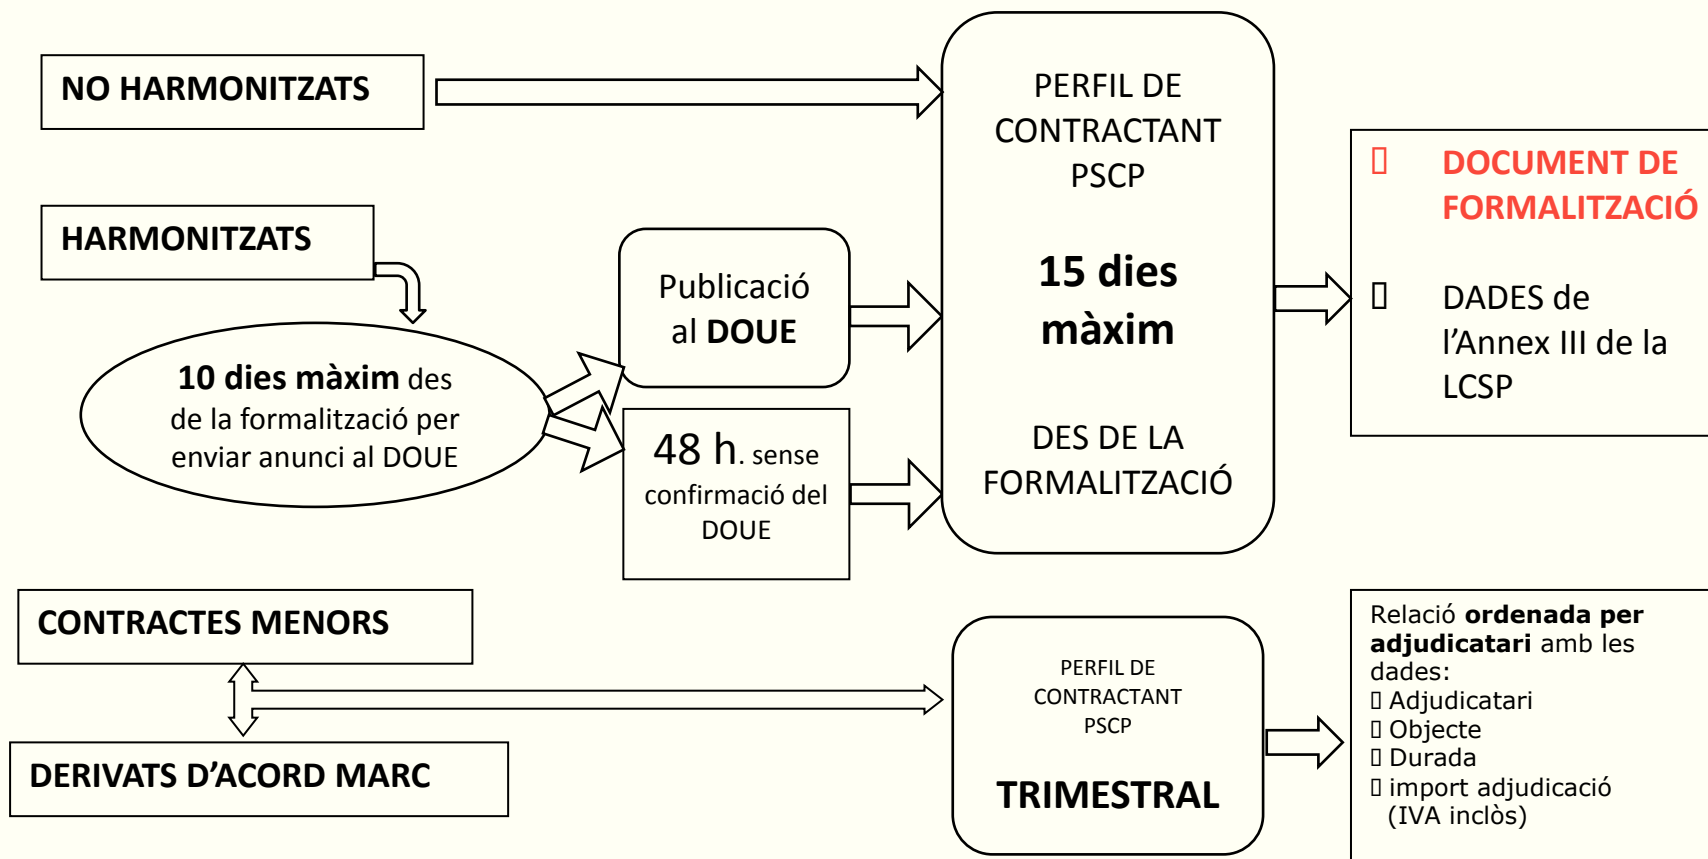 NO HARMONITZATS
HARMONITZATS
10 dies màxim des
de la formalització per
enviar anunci al DOUE
Publicació
al DOUE
48 h. sense
confirmació del
DOUE
PERFIL DE
CONTRACTANT
PSCP
15 dies
màxim
DES DE LA
FORMALITZACIÓ
DOCUMENT DE
FORMALITZACIÓ
DADES de
l'Annex III de la
LCSP
CONTRACTES MENORS
DERIVATS D'ACORD MARC
PERFIL DE
CONTRACTANT
PSCP
TRIMESTRAL
Relació ordenada per
adjudicatari amb les
dades:
Adjudicatari
Objecte
Durada
import adjudicació
(IVA inclòs)